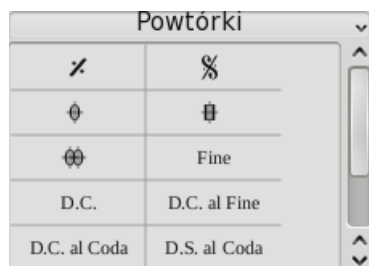 Powtórki
Fine
D.C. D.C. al Fine
D.C. al Coda D.S. al Coda